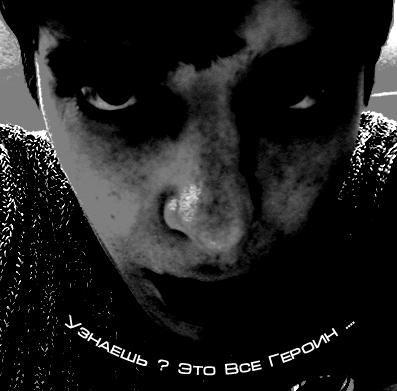 Узнаешь ? Это Все Героин ....